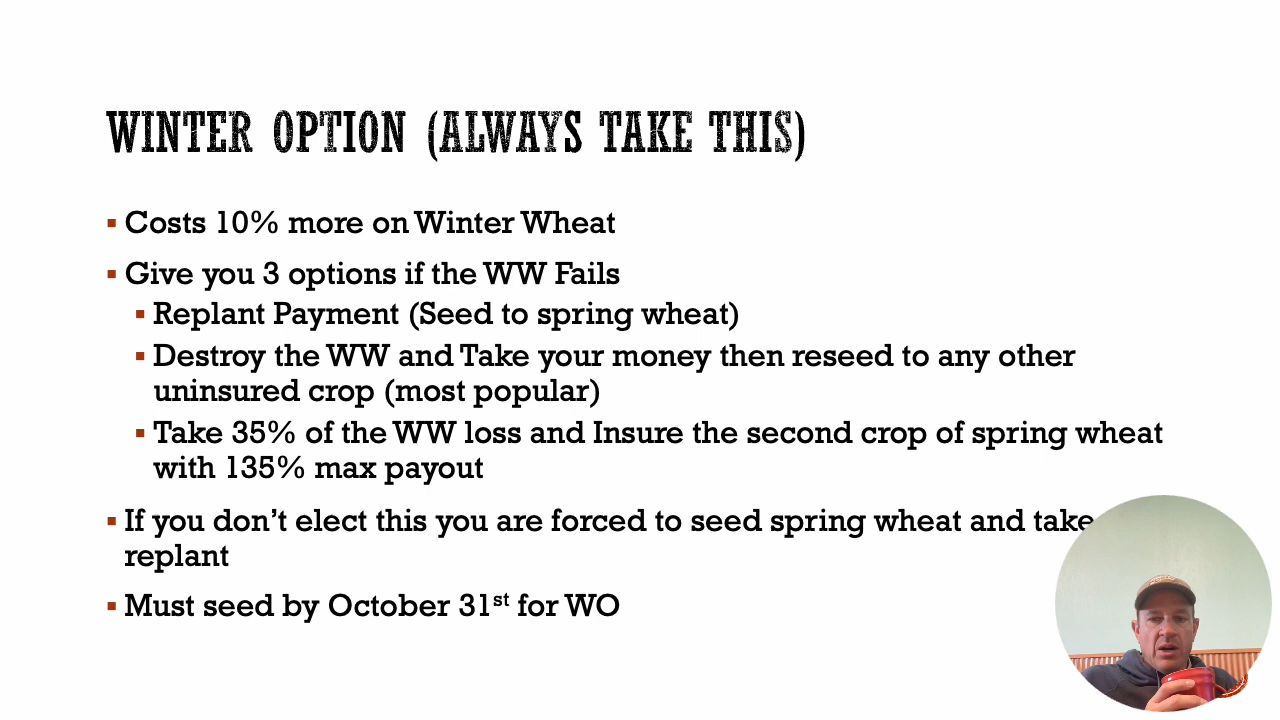 WINTER OPTION (ALWAYS TAKE THIS)
Costs 10% more on Winter Wheat
Give you 3 options if the WW Fails
Replant Payment (Seed to spring wheat)
Destroy the WW and Take your money then reseed to any other
uninsured crop (most popular)
Take 35% of the WW loss and Insure the second crop of spring wheat
with 135% max payout
If you don’t elect this you are forced to seed spring wheat and take
replant
Must seed by October 31st for WO